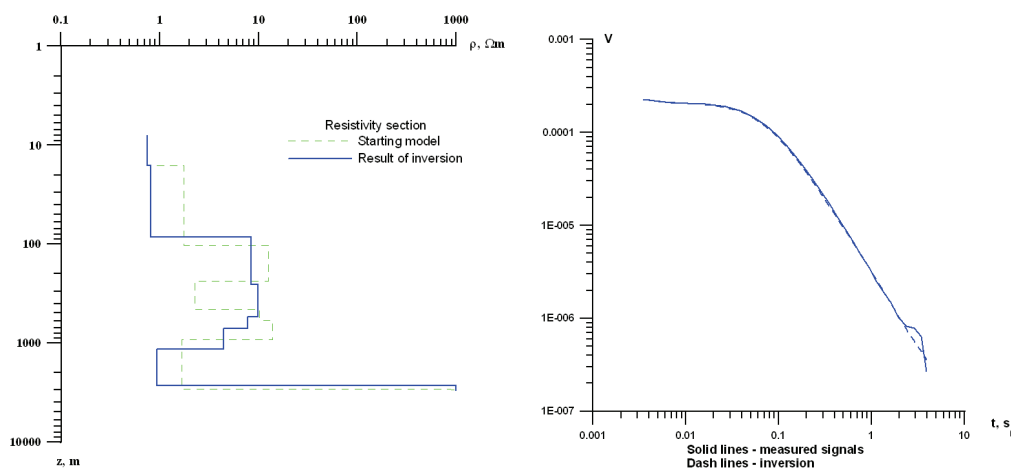 0.1 1 10 100 1000
ρ, Ωm
1
10
100
1000
10000
z, m
Resistivity section
Starting model
Result of inversion
V
0.001
0.0001
1E-005
1E-006
1E-007
0.001 0.01 0.1 1 10
t, s
Solid lines - measured signals
Dash lines - inversion